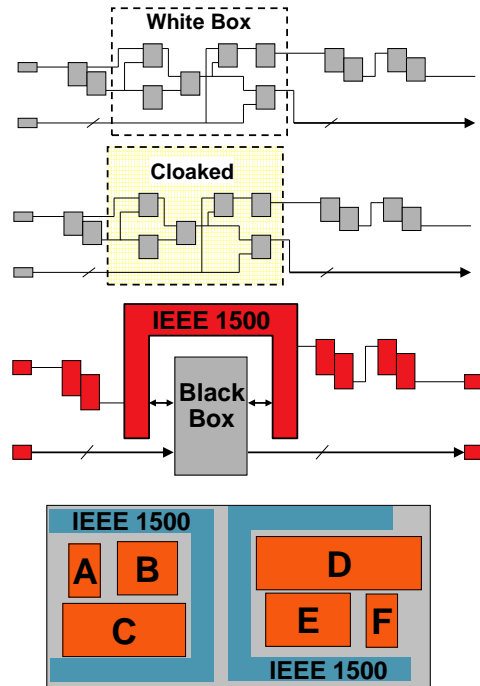 White Box
Cloaked
IEEE 1500
Black
Box
IEEE 1500
A
B
C
D
E
F
IEEE 1500